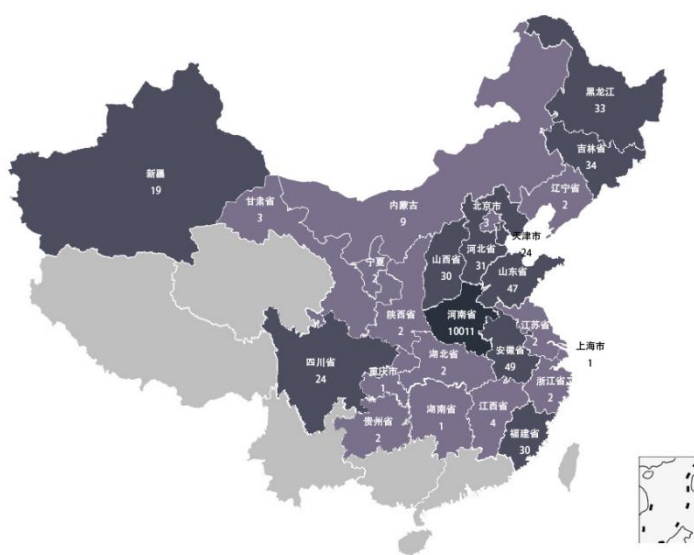 黑龙江
33
吉林省
34
新疆
19
辽宁省
2
甘肃省
3
内蒙古
9
北京市
3
天津市
24
河北省
31
宁夏
2
山西省
30
山东省
47
陕西省
2
河南省
10011
江苏省
2
安徽省
49
上海市
1
四川省
24
湖北省
2
重庆市
1
浙江省
2
贵州省
2
湖南省
1
江西省
4
福建省
30